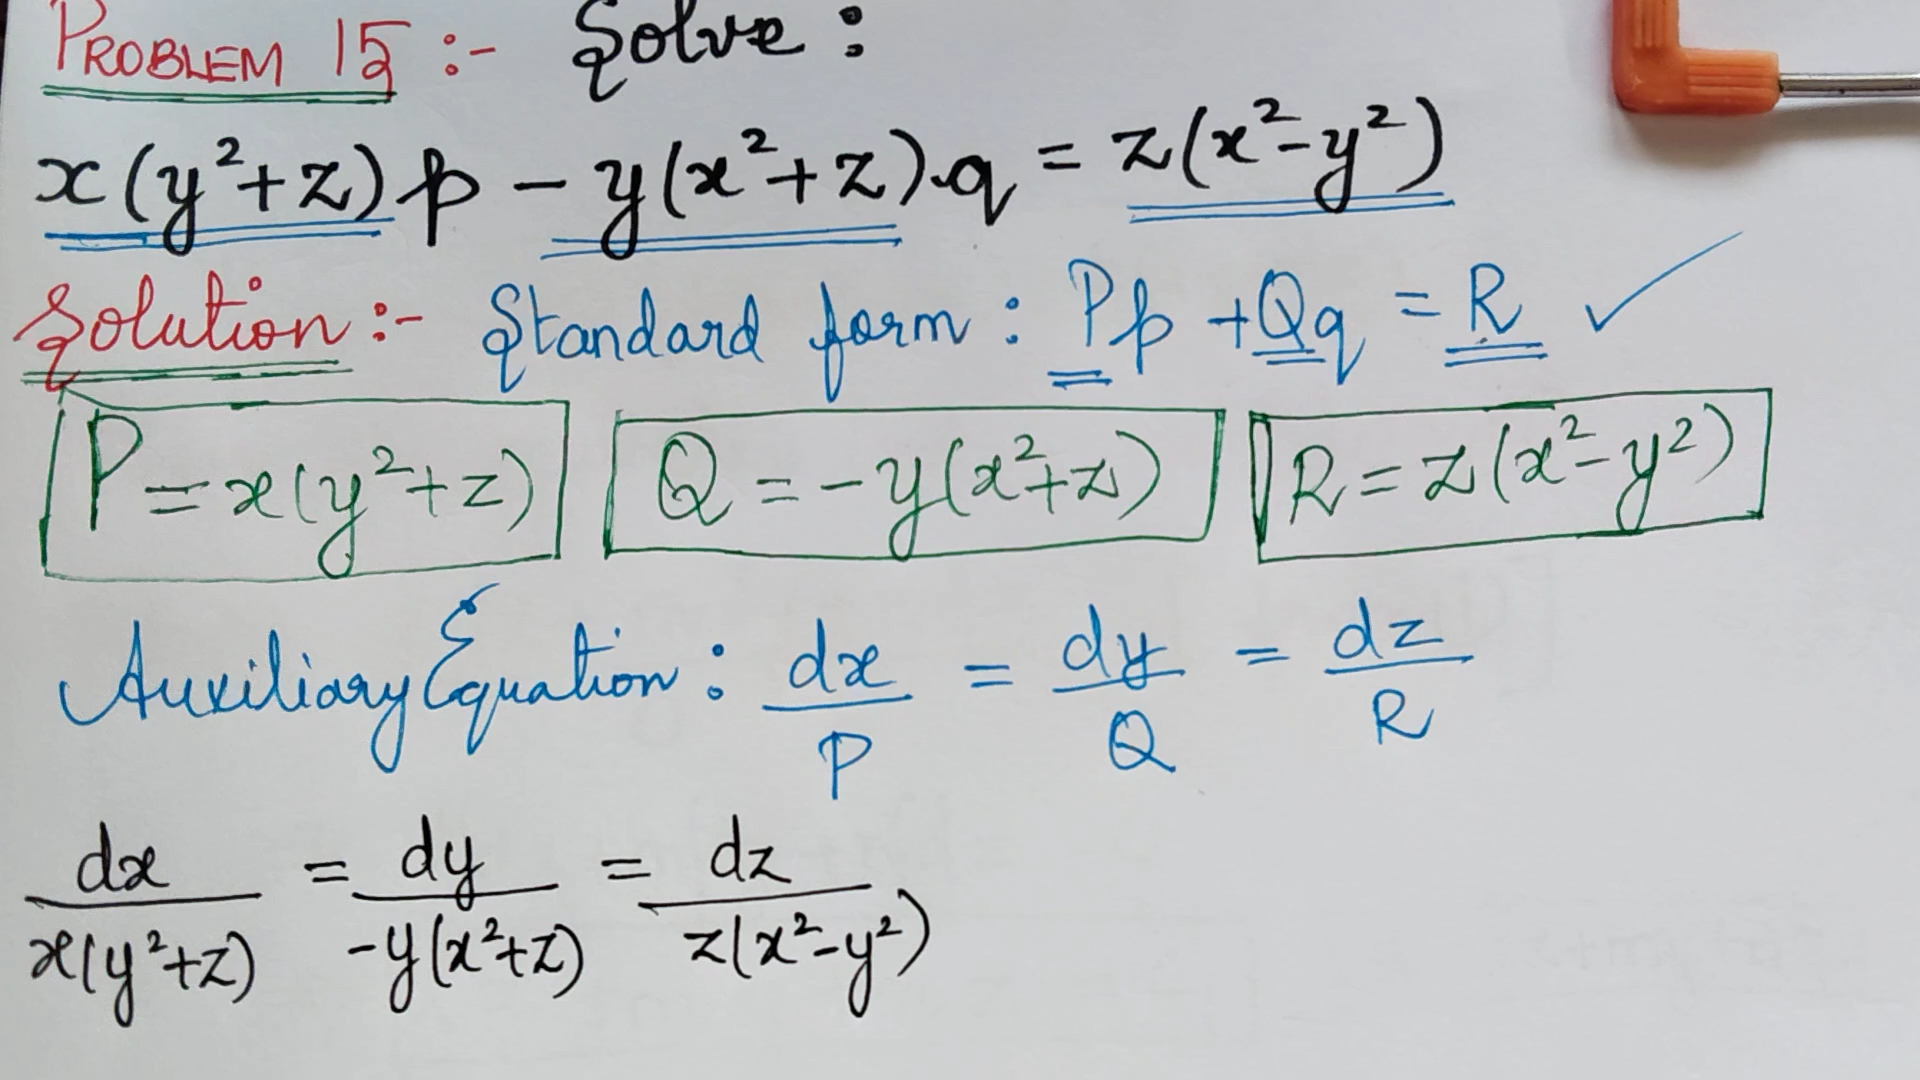 PROBLEM 15 :- Solve :
x(y²+z)p - y(x²+z).q = z(x²-y²)
Solution :- Standard form : Pp + Qq = R ✓
P = x(y²+z) Q = -y(x²+z) R = z(x²-y²)
Auxiliary Equation : dx/P = dy/Q = dz/R
dx/x(y²+z) = dy/-y(x²+z) = dz/z(x²-y²)